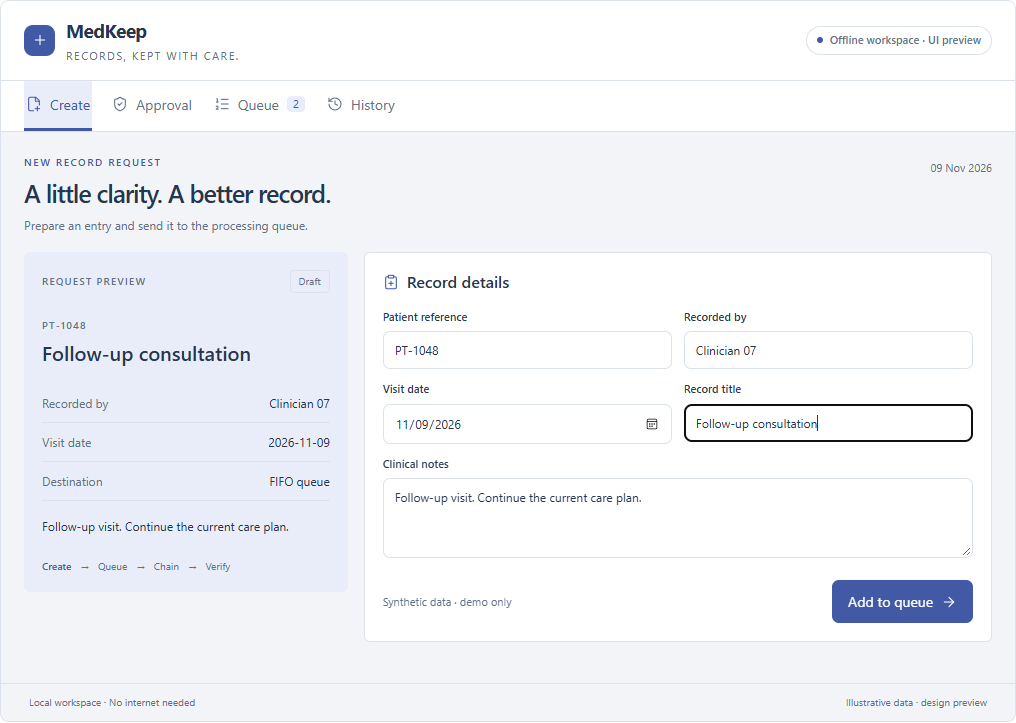 MedKeep
RECORDS, KEPT WITH CARE.
Offline workspace · UI preview
Create
Approval
Queue 2
History
NEW RECORD REQUEST
09 Nov 2026
A little clarity. A better record.
Prepare an entry and send it to the processing queue.
REQUEST PREVIEW
Draft
PT-1048
Follow-up consultation
Recorded by Clinician 07
Visit date 2026-11-09
Destination FIFO queue
Follow-up visit. Continue the current care plan.
Create → Queue → Chain → Verify
Record details
Patient reference
PT-1048
Recorded by
Clinician 07
Visit date
11/09/2026
Record title
Follow-up consultation
Clinical notes
Follow-up visit. Continue the current care plan.
Synthetic data · demo only
Add to queue →
Local workspace · No internet needed
Illustrative data · design preview